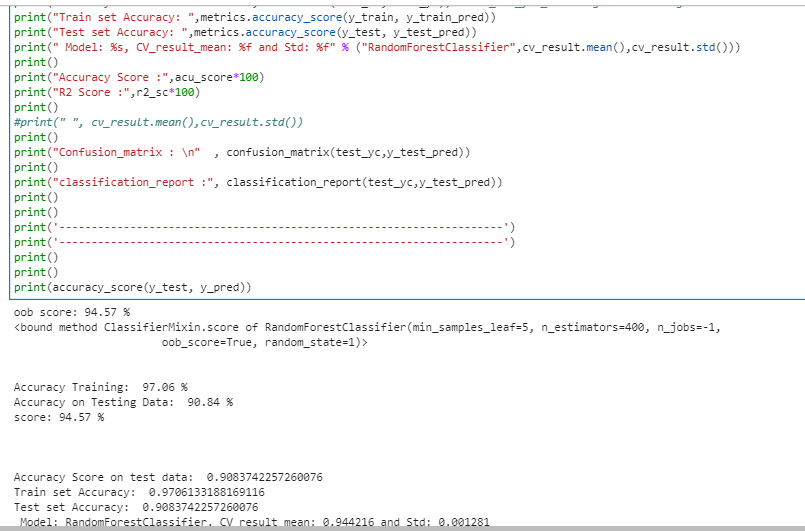 print("Train set Accuracy: ",metrics.accuracy_score(y_train, y_train_pred))
print("Test set Accuracy: ",metrics.accuracy_score(y_test, y_test_pred))
print(" Model: %s, CV_result_mean: %f and Std: %f" % ("RandomForestClassifier",cv_result.mean(),cv_result.std()))
print()
print("Accuracy Score :",acu_score*100)
print("R2 Score :",r2_sc*100)
print()
#print(" ", cv_result.mean(),cv_result.std())
print()
print("Confusion_matrix : \n"  , confusion_matrix(test_yc,y_test_pred))
print()
print("classification_report :", classification_report(test_yc,y_test_pred))
print()
print()
print('---------------------------------------------------------------------')
print('---------------------------------------------------------------------')
print()
print()
print(accuracy_score(y_test, y_pred))
oob score: 94.57 %
<bound method ClassifierMixin.score of RandomForestClassifier(min_samples_leaf=5, n_estimators=400, n_jobs=-1,
oob_score=True, random_state=1)>
Accuracy Training:  97.06 %
Accuracy on Testing Data:  90.84 %
score: 94.57 %
Accuracy Score on test data:  0.9083742257260076
Train set Accuracy:  0.9706133188169116
Test set Accuracy:  0.9083742257260076
Model: RandomForestClassifier, CV_result_mean: 0.944216 and Std: 0.001281